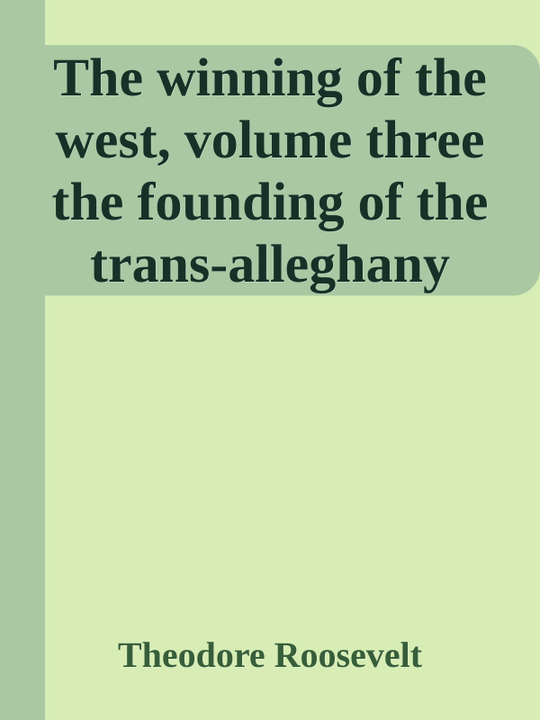 The winning of the
west, volume three
the founding of the
trans-alleghany
Theodore Roosevelt